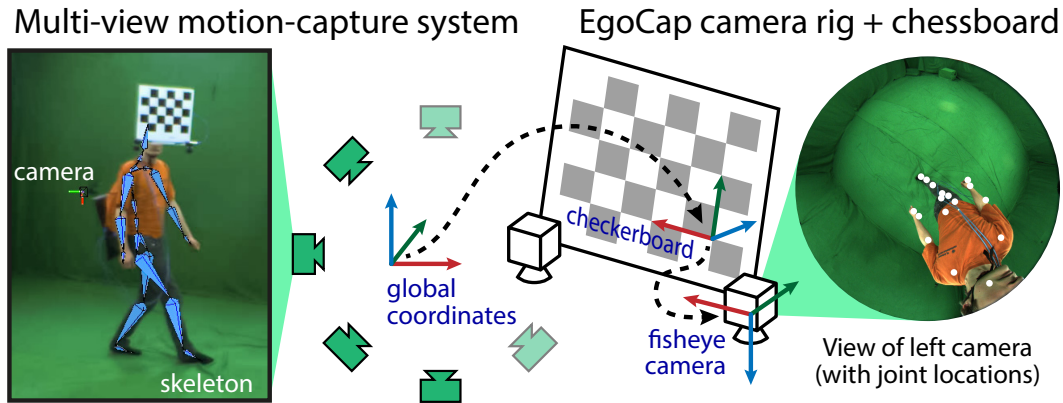 Multi-view motion-capture system
EgoCap camera rig + chessboard
camera
skeleton
global
coordinates
checkerboard
fisheye
camera
View of left camera
(with joint locations)